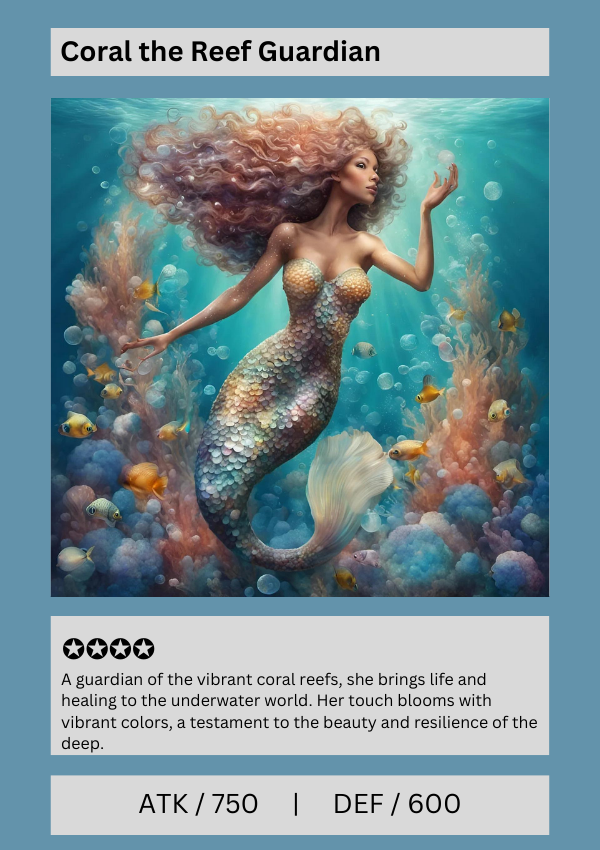 Coral the Reef Guardian
✪✪✪✪
A guardian of the vibrant coral reefs, she brings life and
healing to the underwater world. Her touch blooms with
vibrant colors, a testament to the beauty and resilience of the
deep.
ATK / 750 | DEF / 600